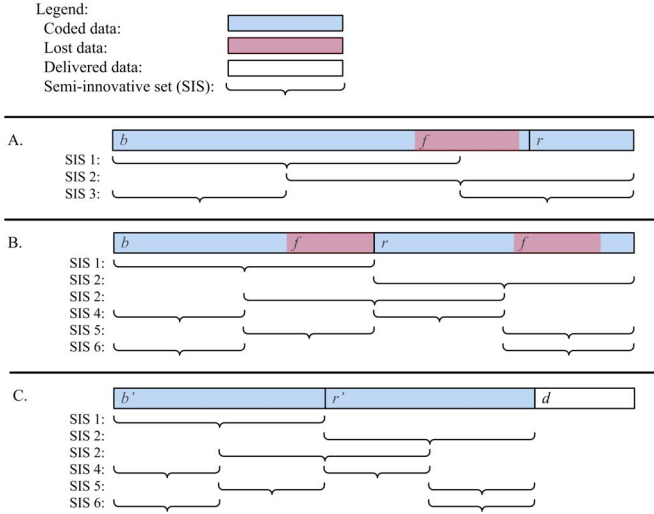 Legend:
Coded data:
Lost data:
Delivered data:
Semi-innovative set (SIS):
A.
b f r
SIS 1:
SIS 2:
SIS 3:
B.
b f r f
SIS 1:
SIS 2:
SIS 2:
SIS 4:
SIS 5:
SIS 6:
C.
b' r' d
SIS 1:
SIS 2:
SIS 2:
SIS 4:
SIS 5:
SIS 6: